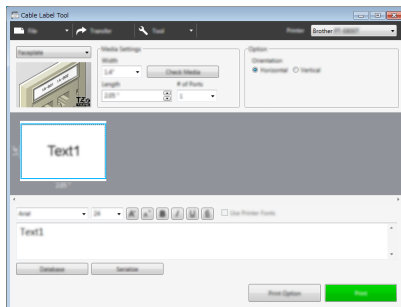 Cable Label Tool
File
Transfer
Tool
Printer
Brother
Faceplate
Media Settings
Width
1.4"
Check Media
Length
# of Ports
2.05 "
1
Option
Orientation
Horizontal
Vertical
TZe
TAPE
Text1
Arial
24
A
A
B
I
U
Use Printer Fonts
Text1
Database
Serialize
Print Option
Print